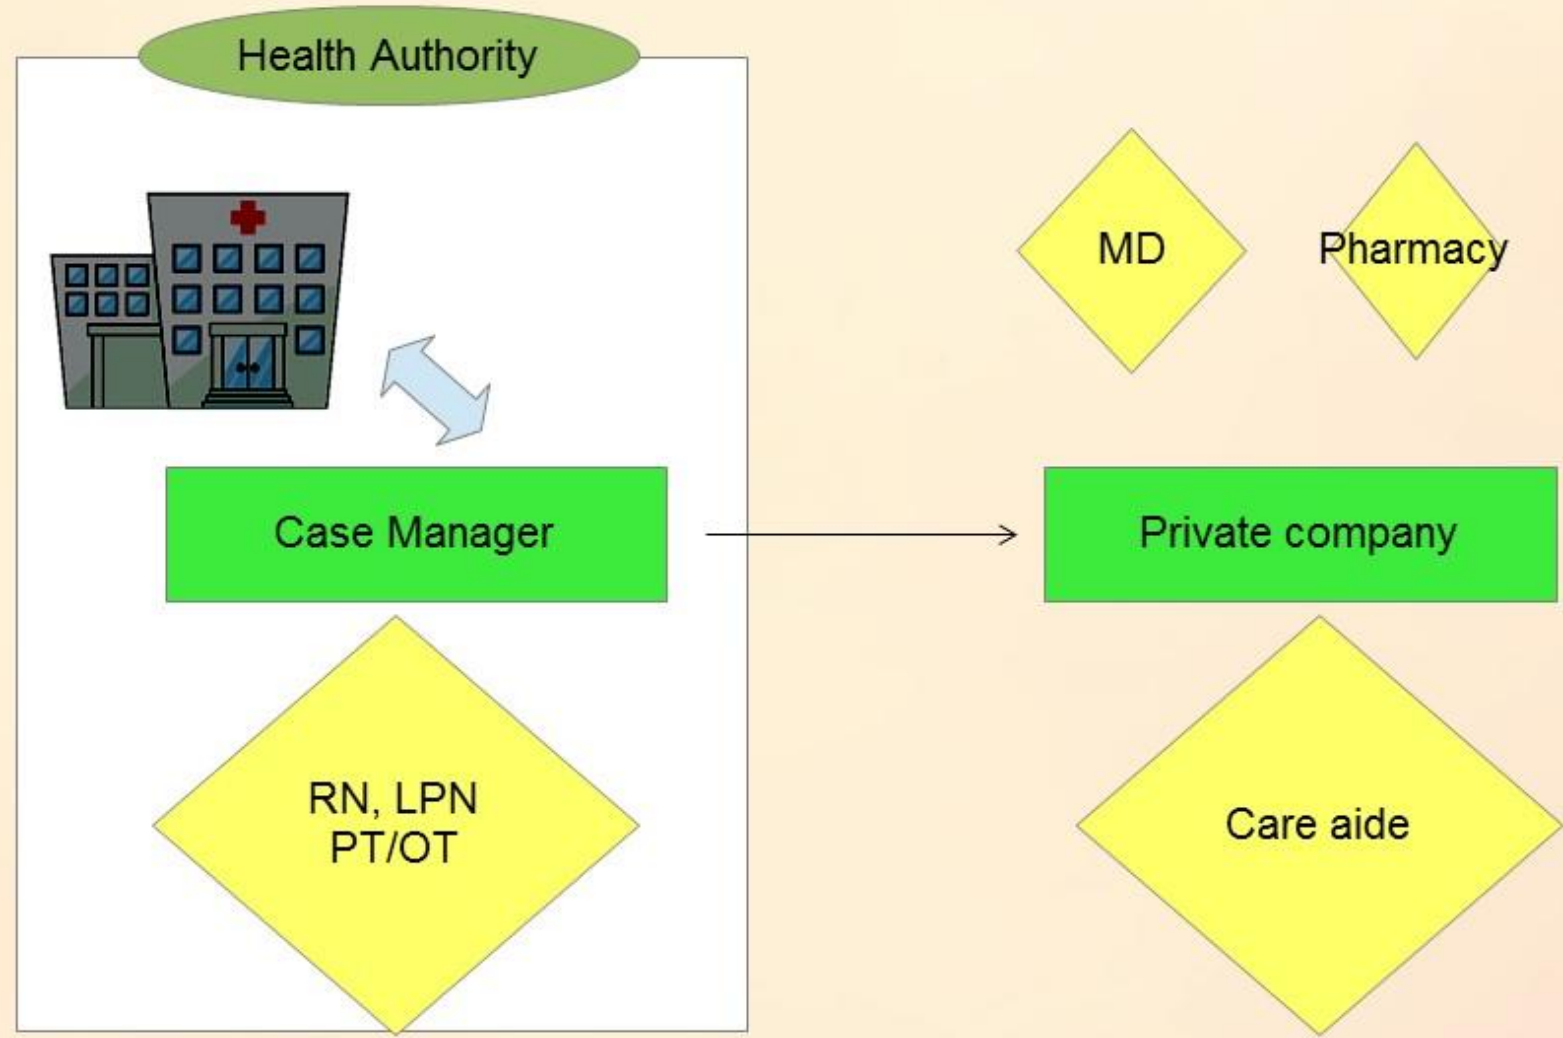 Health Authority
MD
Pharmacy
Case Manager
Private company
RN, LPN
PT/OT
Care aide